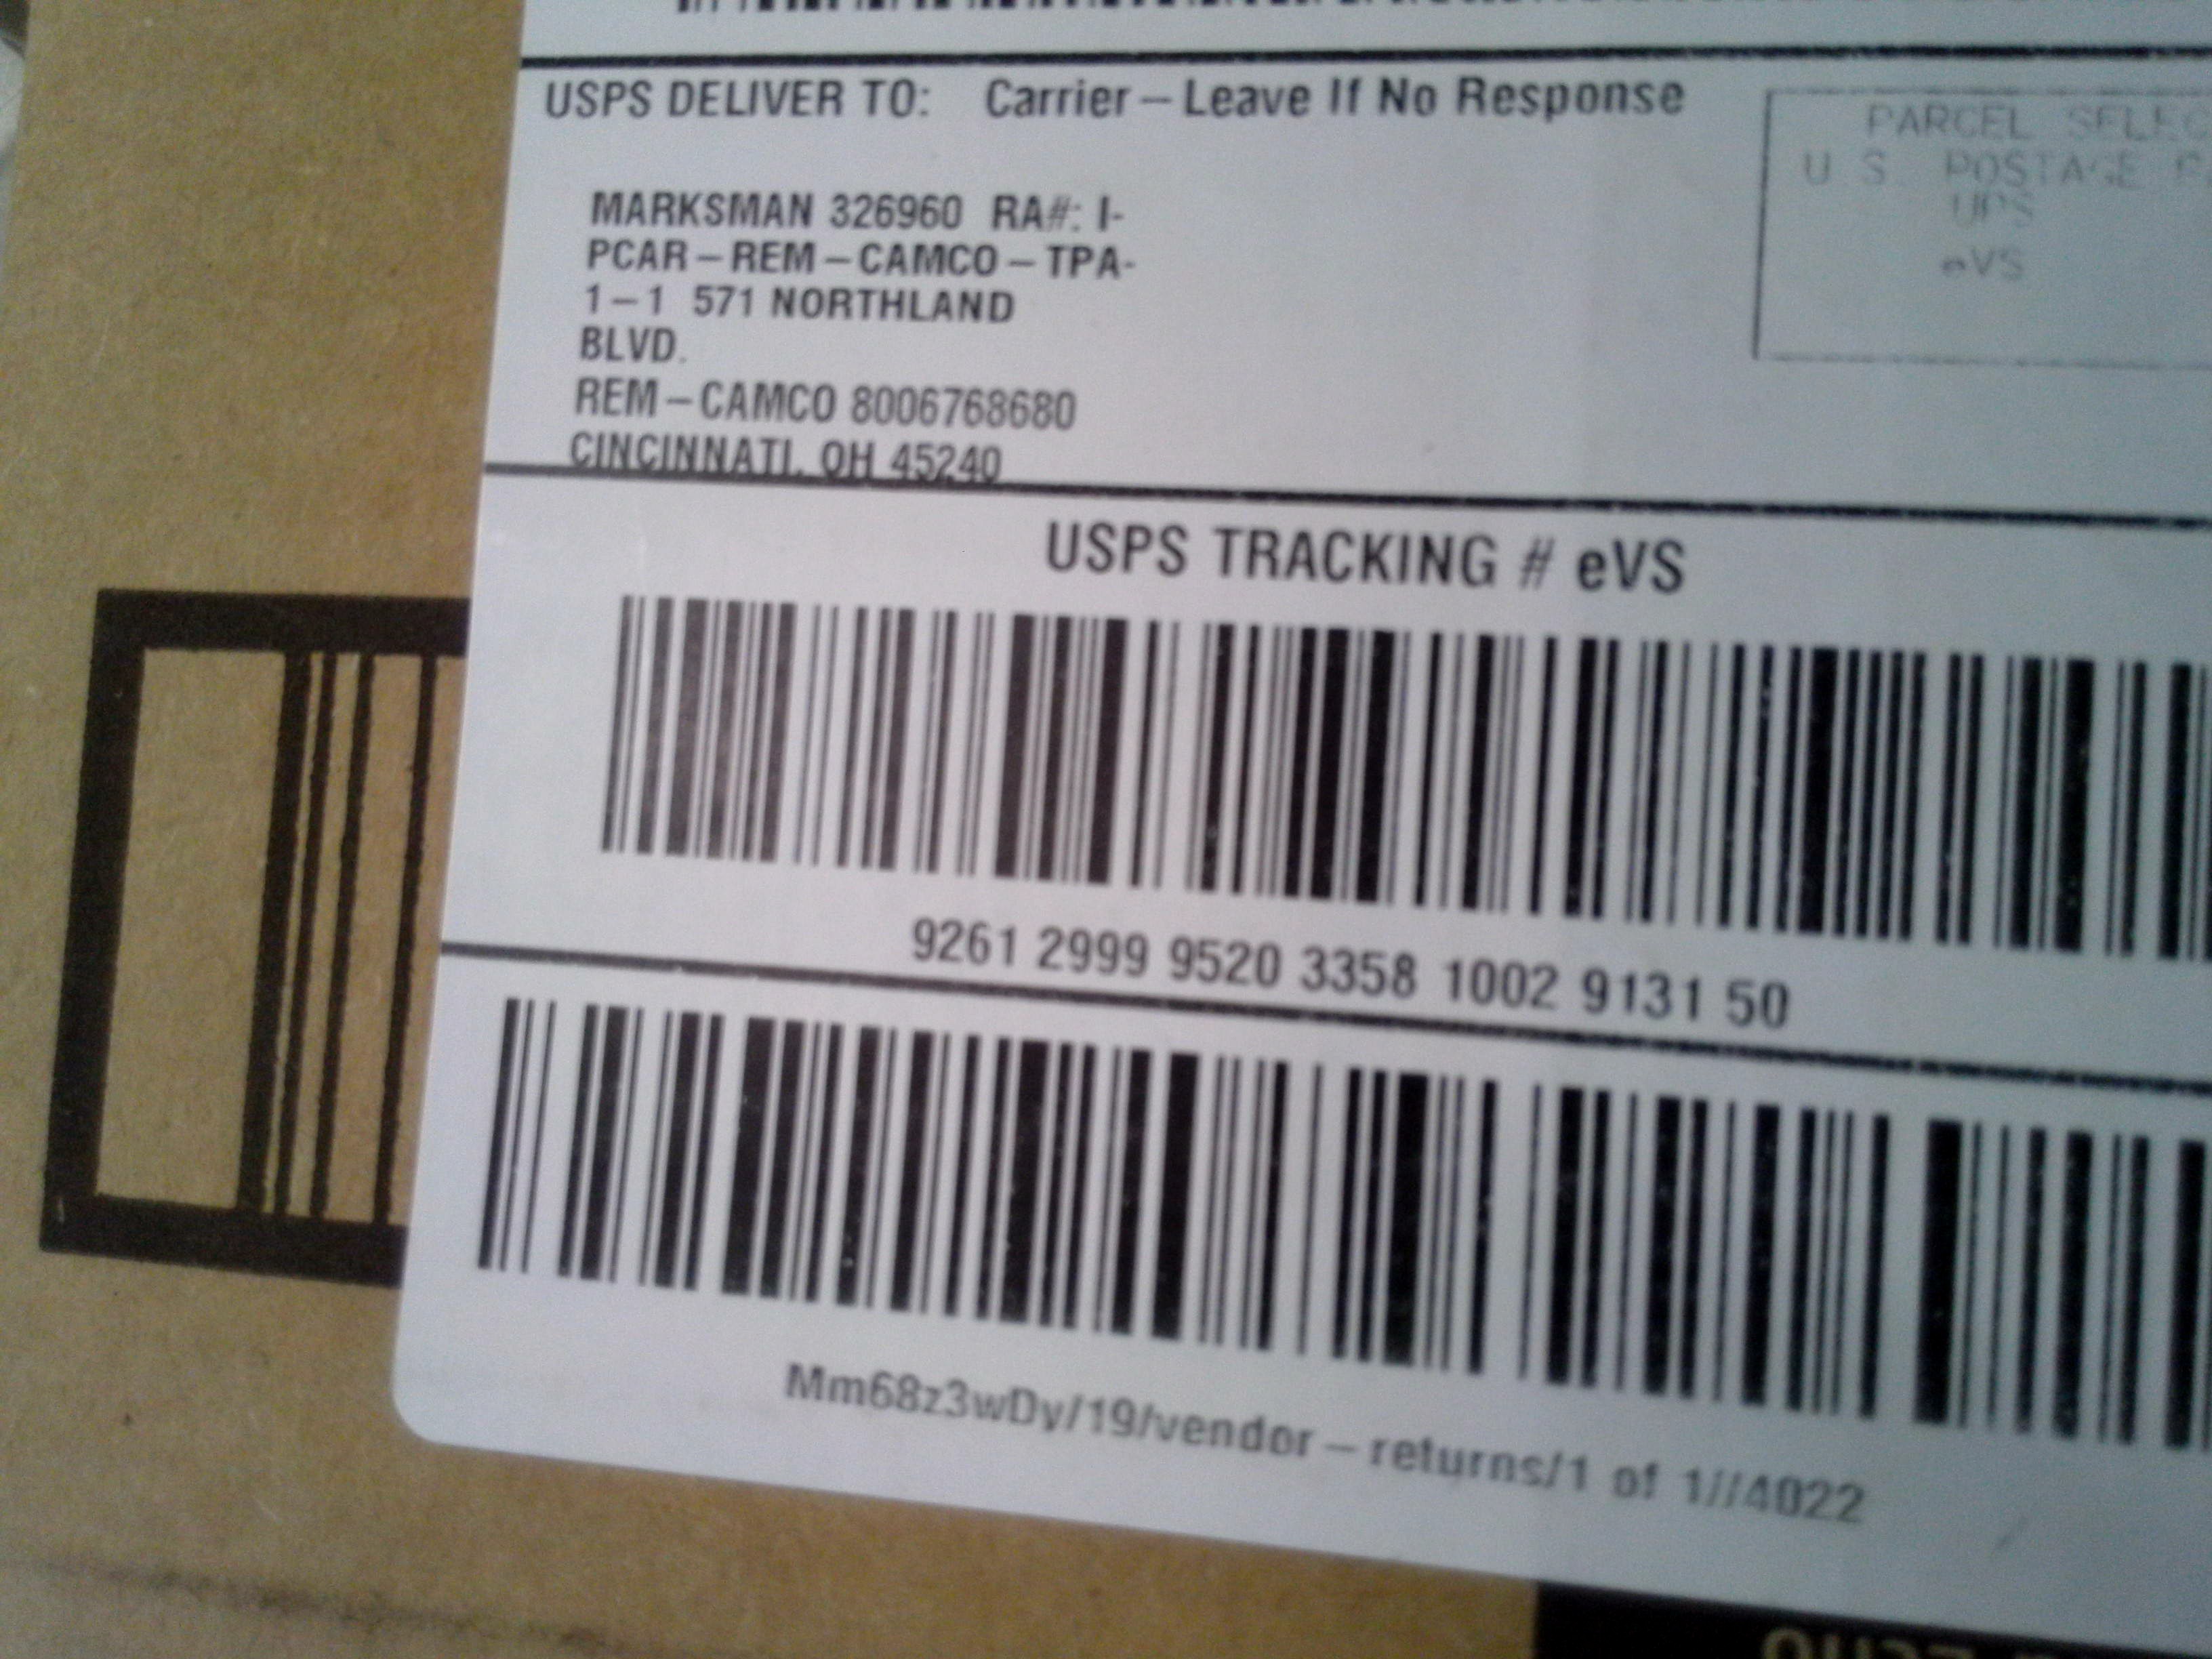 USPS DELIVER TO: Carrier – Leave If No Response
PARCEL
U S. POSTAGE
UPS
eVS
MARKSMAN 326960 RA#: I-
PCAR – REM – CAMCO – TPA-
1 – 1 571 NORTHLAND
BLVD.
REM – CAMCO 8006768680
CINCINNATI, OH 45240
USPS TRACKING # eVS
9261 2999 9520 3358 1002 9131 50
Mm68z3wDy/19/vendor – returns/1 of 1//4022